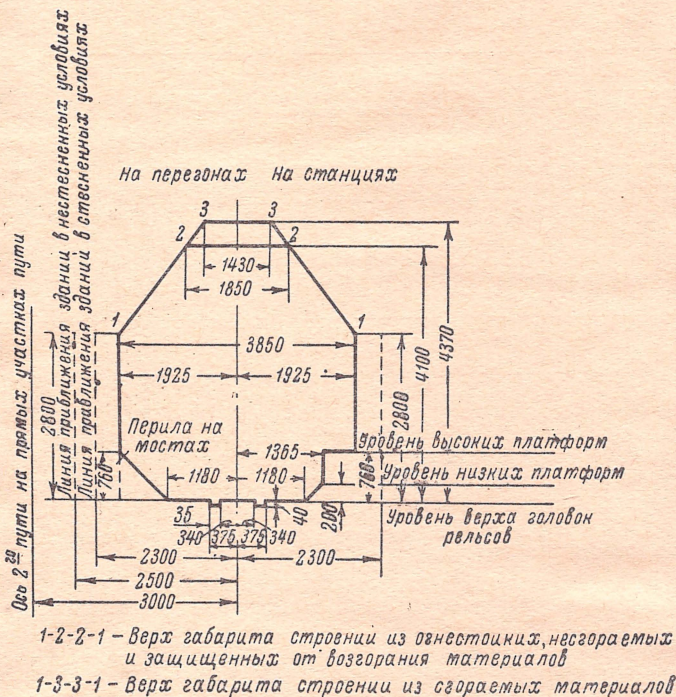 Ось 2го пути на прямых участках пути
Линия приближения зданий в нестесненных условиях
Линия приближения зданий в стесненных условиях
На перегонах На станциях
3 3
2 2
1430
1850
1 1
3850
1925 1925
2800
760
Перила на
мостах
1365
1180 1180
4370
4100
2800
Уровень высоких платформ
760
Уровень низких платформ
200
Уровень верха головок
рельсов
35 40
340 375 375 340
2300 2300
2500
3000
1-2-2-1 – Верх габарита строений из огнестойких, несгораемых
и защищенных от возгорания материалов
1-3-3-1 – Верх габарита строений из сгораемых материалов